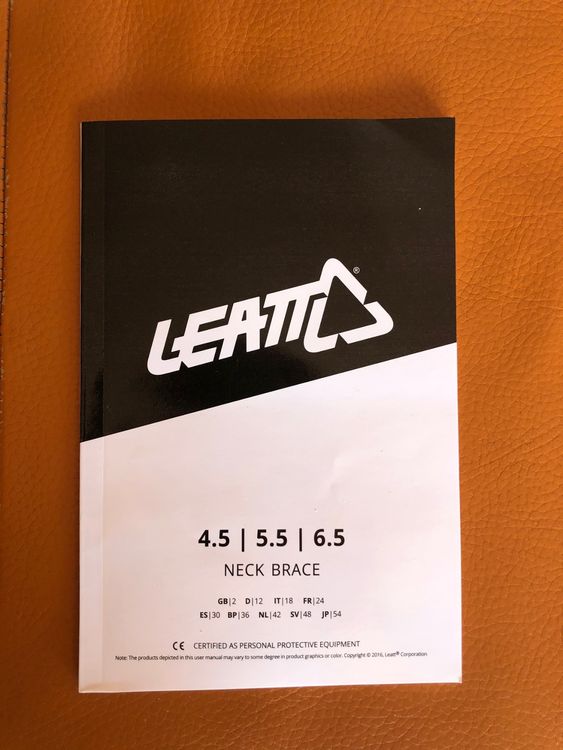 LEATT®
4.5 | 5.5 | 6.5
NECK BRACE
GB|2 D|12 IT|18 FR|24
ES|30 BP|36 NL|42 SV|48 JP|54
CE CERTIFIED AS PERSONAL PROTECTIVE EQUIPMENT
Note: The products depicted in this user manual may vary to some degree in product graphics or color. Copyright © 2016, Leatt® Corporation